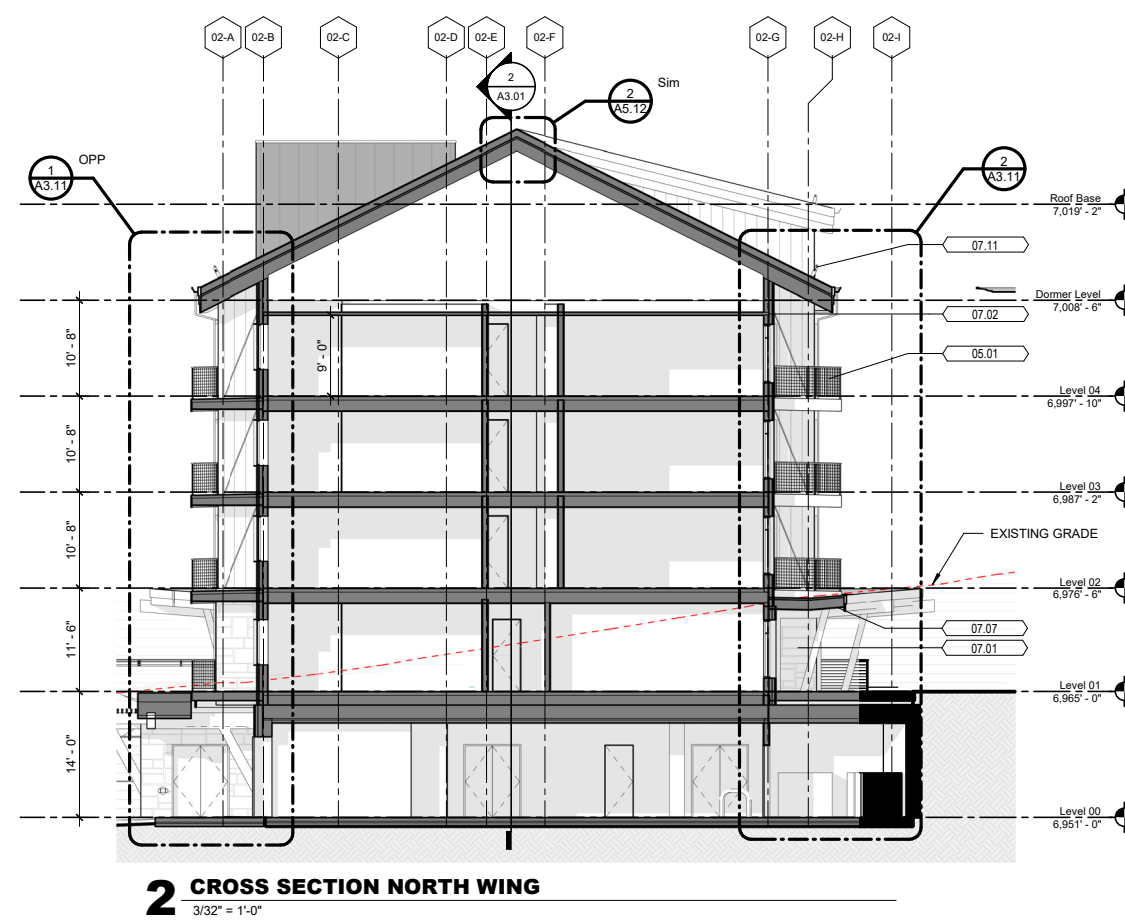 02-A
02-B
02-C
02-D
02-E
02-F
02-G
02-H
02-I
2
A3.01
2
A5.12
Sim
1
A3.11
OPP
2
A3.11
Roof Base
7,019' - 2"
07.11
Dormer Level
7,008' - 6"
07.02
05.01
10' - 8"
9' - 0"
Level 04
6,997' - 10"
10' - 8"
Level 03
6,987' - 2"
10' - 8"
EXISTING GRADE
Level 02
6,976' - 6"
07.07
07.01
11' - 6"
Level 01
6,965' - 0"
14' - 0"
Level 00
6,951' - 0"
2 CROSS SECTION NORTH WING
3/32" = 1'-0"